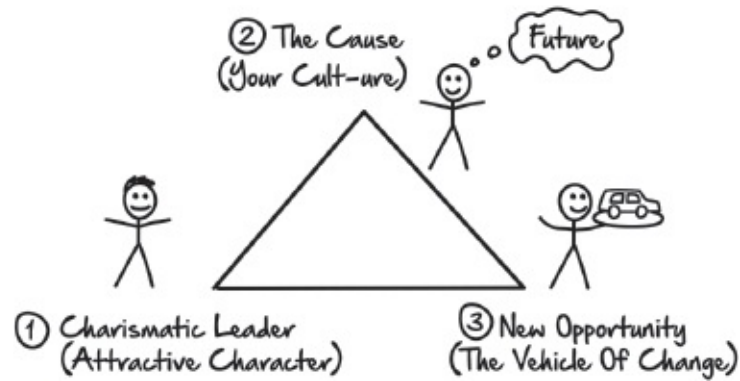 ② The Cause
(Your Cult-ure)
Future
① Charismatic Leader
(Attractive Character)
③ New Opportunity
(The Vehicle Of Change)